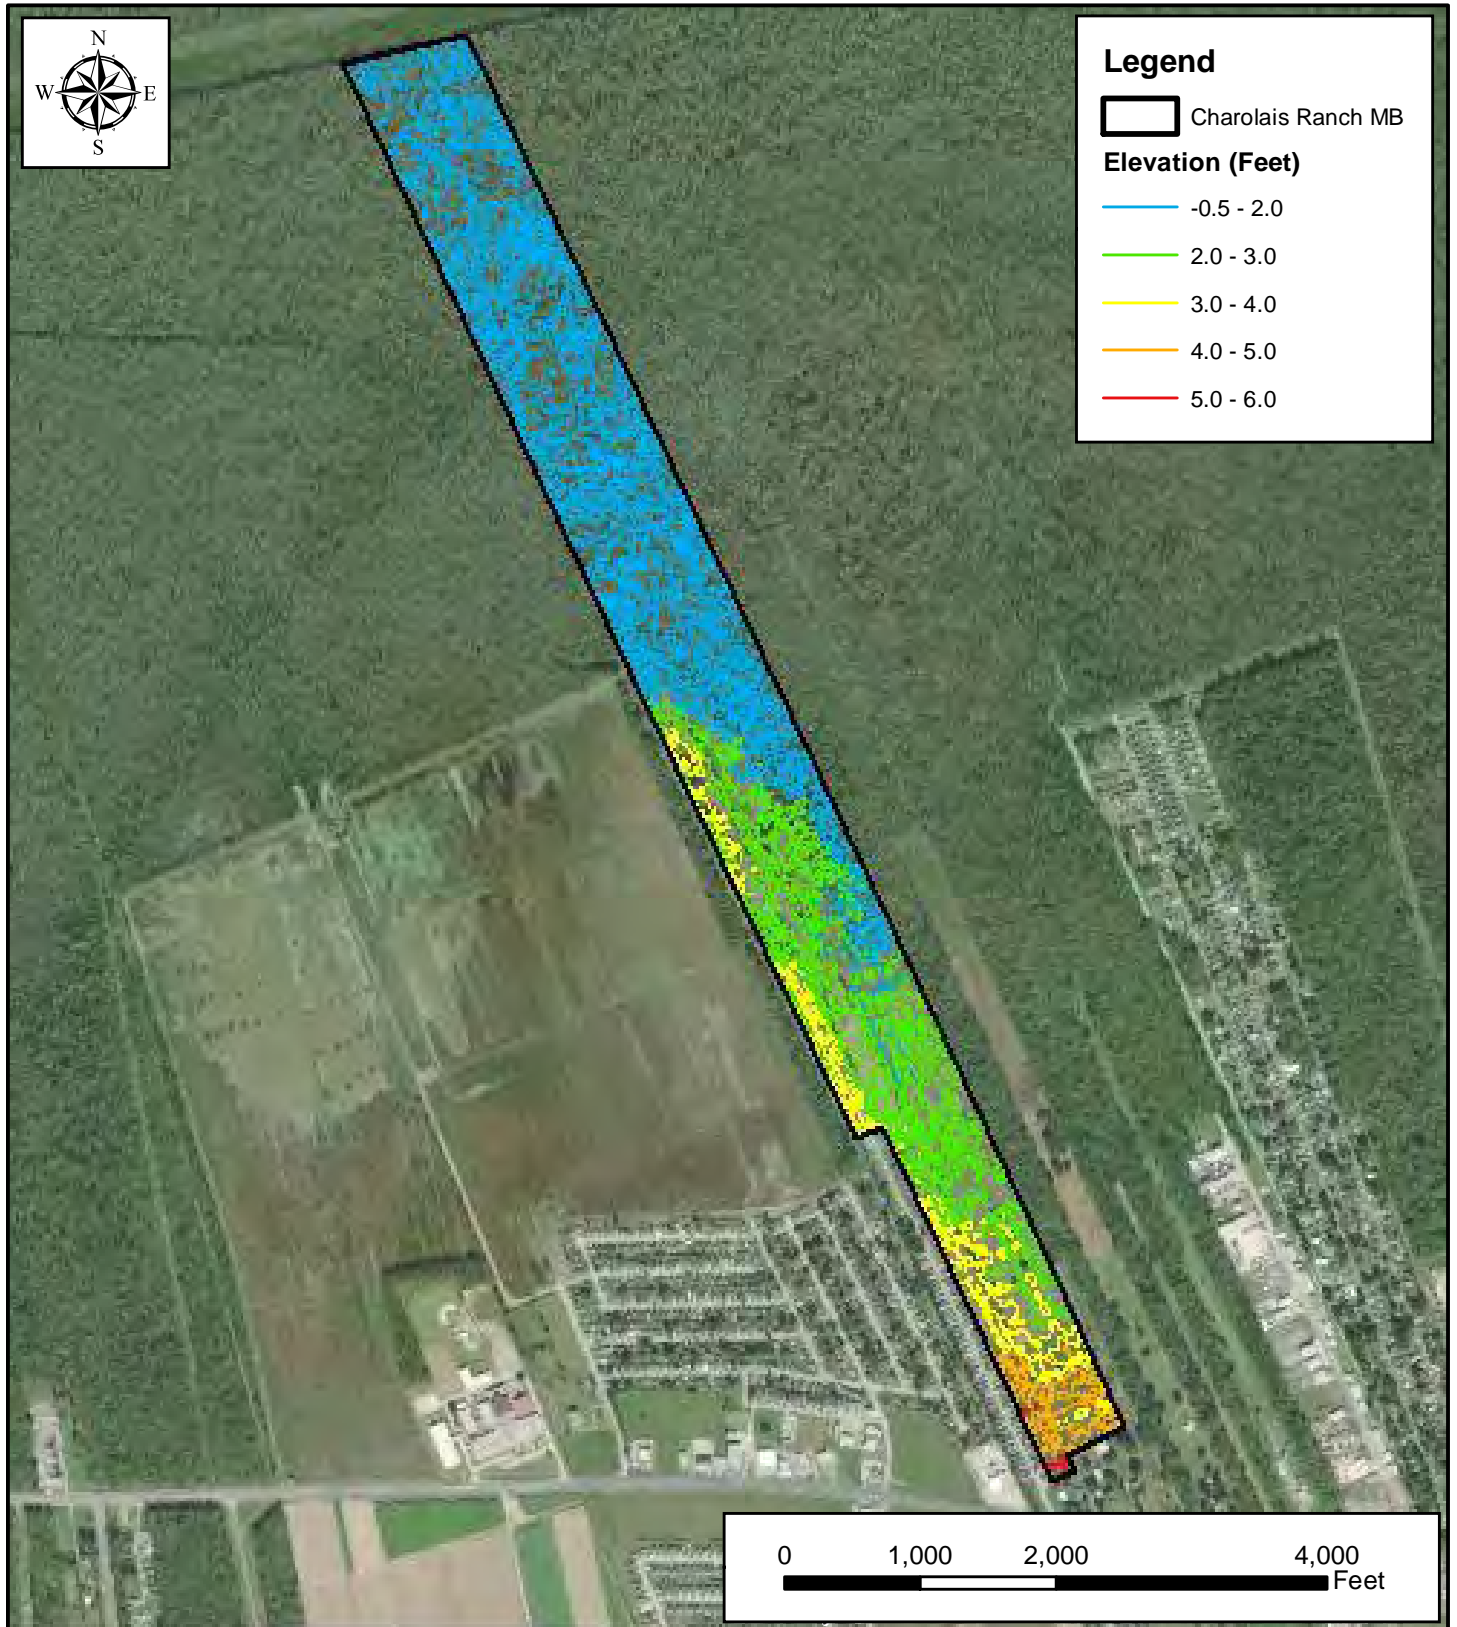 N
W E
S
Legend
Charolais Ranch MB
Elevation (Feet)
-0.5 - 2.0
2.0 - 3.0
3.0 - 4.0
4.0 - 5.0
5.0 - 6.0
0 1,000 2,000 4,000
Feet